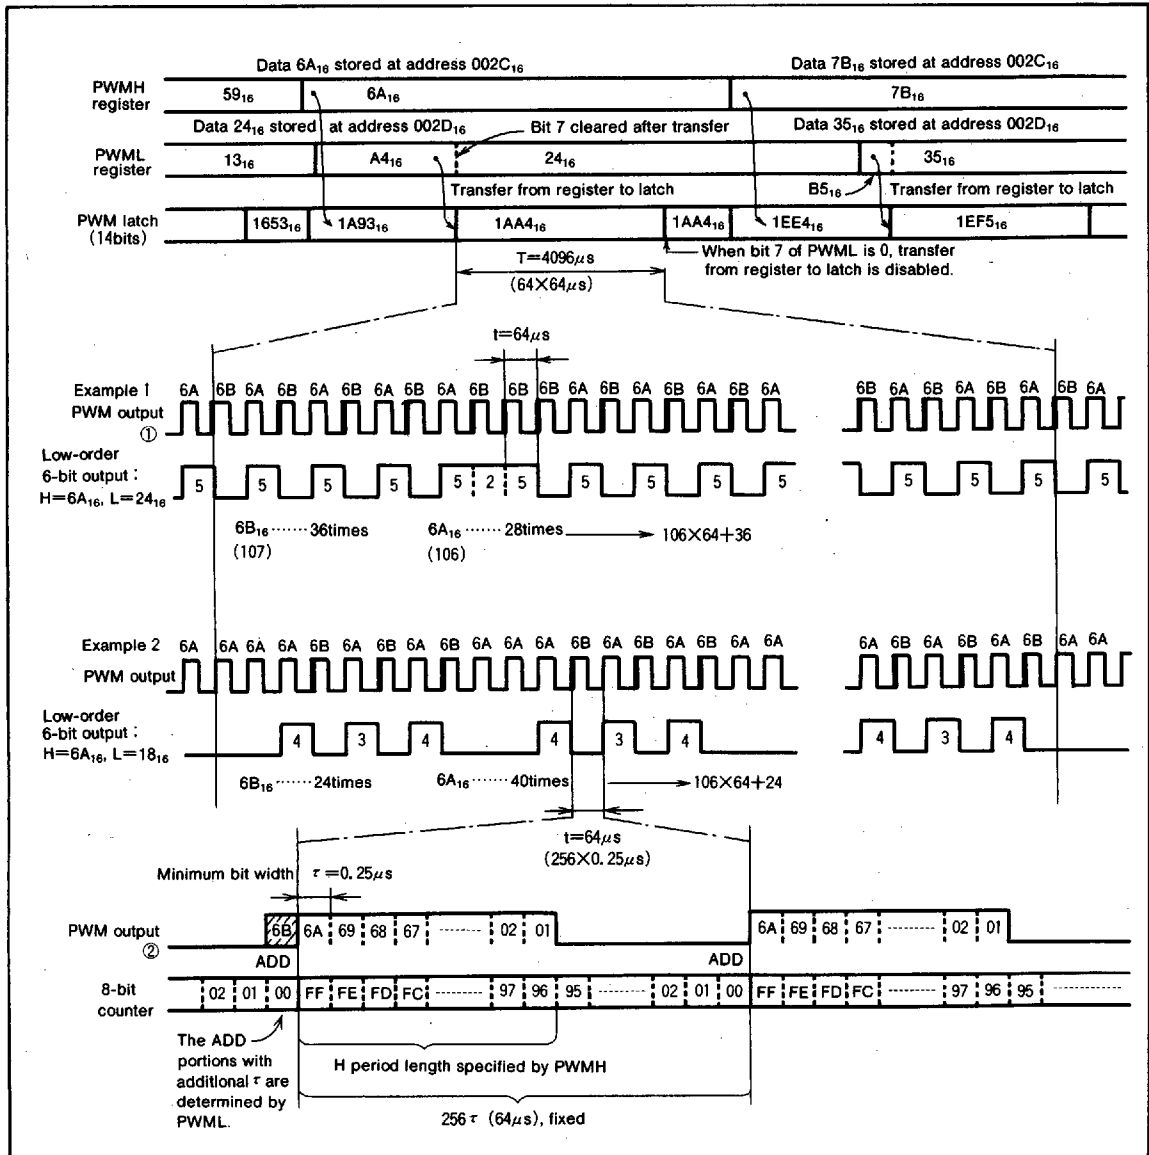 Data 6A₁₆ stored at address 002C₁₆ Data 7B₁₆ stored at address 002C₁₆
PWMH register 59₁₆ 6A₁₆ 7B₁₆
Data 24₁₆ stored at address 002D₁₆ Bit 7 cleared after transfer Data 35₁₆ stored at address 002D₁₆
PWML register 13₁₆ A4₁₆ 24₁₆ 35₁₆
Transfer from register to latch B5₁₆ Transfer from register to latch
PWM latch (14bits) 1653₁₆ 1A93₁₆ 1AA4₁₆ 1AA4₁₆ 1EE4₁₆ 1EF5₁₆
T=4096μs
(64×64μs)
When bit 7 of PWML is 0, transfer
from register to latch is disabled.
t=64μs
Example 1 6A 6B 6A 6B 6A 6B 6A 6B 6A 6B 6B 6B 6A 6B 6A 6B 6A 6B 6A 6B 6A 6B 6A 6B 6A 6B 6A
PWM output
①
Low-order
6-bit output :
H=6A₁₆, L=24₁₆
5 5 5 5 5 2 5 5 5 5 5 5 5 5 5
6B₁₆ ······· 36times 6A₁₆ ······· 28times 106×64+36
(107) (106)
Example 2 6A 6A 6A 6A 6B 6A 6B 6A 6B 6A 6A 6A 6B 6A 6B 6A 6B 6A 6A 6A 6B 6A 6B 6A 6B 6A 6A
PWM output
Low-order
6-bit output :
H=6A₁₆, L=18₁₆
4 3 4 4 3 4 4 3 4
6B₁₆ ······· 24times 6A₁₆ ······· 40times 106×64+24
t=64μs
(256×0.25μs)
Minimum bit width τ=0.25μs
PWM output
②
6B 6A 69 68 67 -------- 02 01 6A 69 68 67 -------- 02 01
ADD ADD
8-bit counter 02 01 00 FF FE FD FC -------- 97 96 95 -------- 02 01 00 FF FE FD FC -------- 97 96 95 --------
The ADD
portions with
additional τ are
determined by
PWML.
H period length specified by PWMH
256τ (64μs), fixed